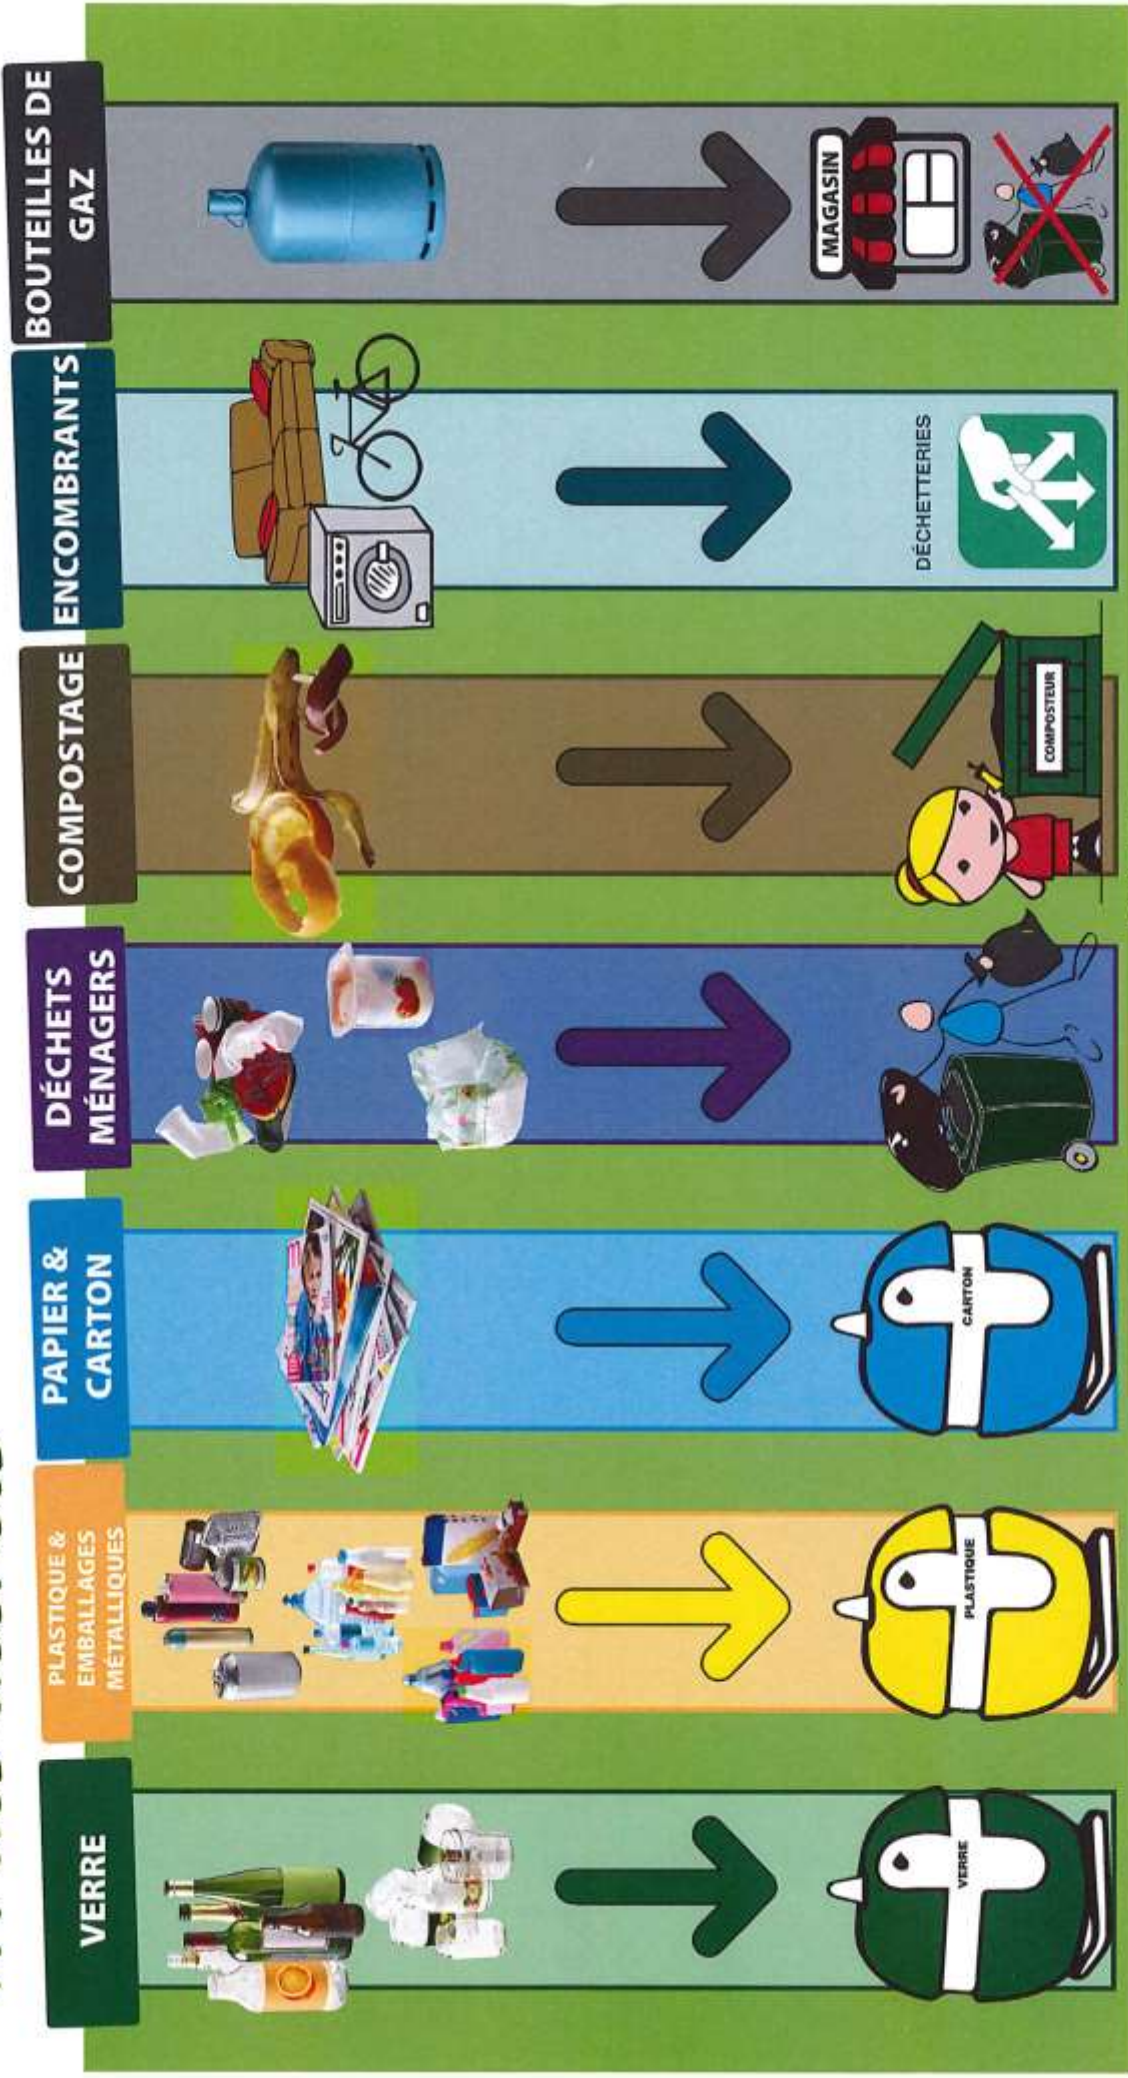 VERRE
PLASTIQUE &
EMBALLAGES
MÉTALLIQUES
PAPIER &
CARTON
DÉCHETS
MÉNAGERS
COMPOSTAGE
ENCOMBRANTS
BOUTEILLES DE
GAZ
VERRE
PLASTIQUE
CARTON
COMPOSTEUR
DÉCHETTERIES
MAGASIN